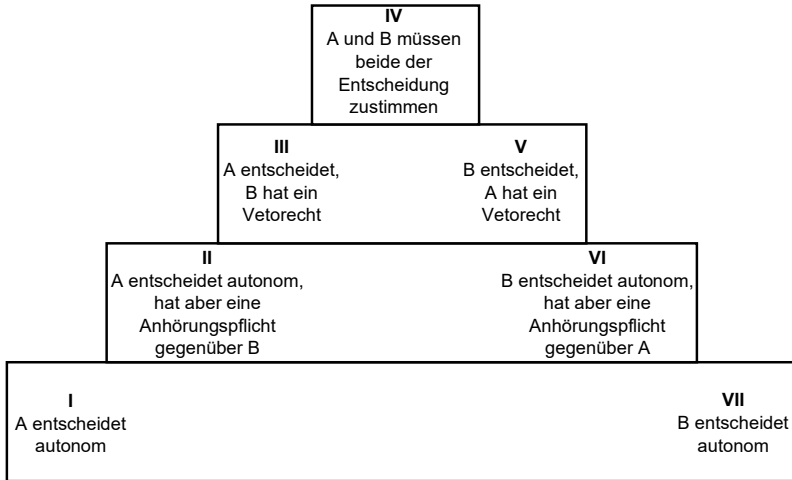 IV
A und B müssen
beide der
Entscheidung
zustimmen
III
A entscheidet,
B hat ein
Vetorecht
V
B entscheidet,
A hat ein
Vetorecht
II
A entscheidet autonom,
hat aber eine
Anhörungspflicht
gegenüber B
VI
B entscheidet autonom,
hat aber eine
Anhörungspflicht
gegenüber A
I
A entscheidet
autonom
VII
B entscheidet
autonom